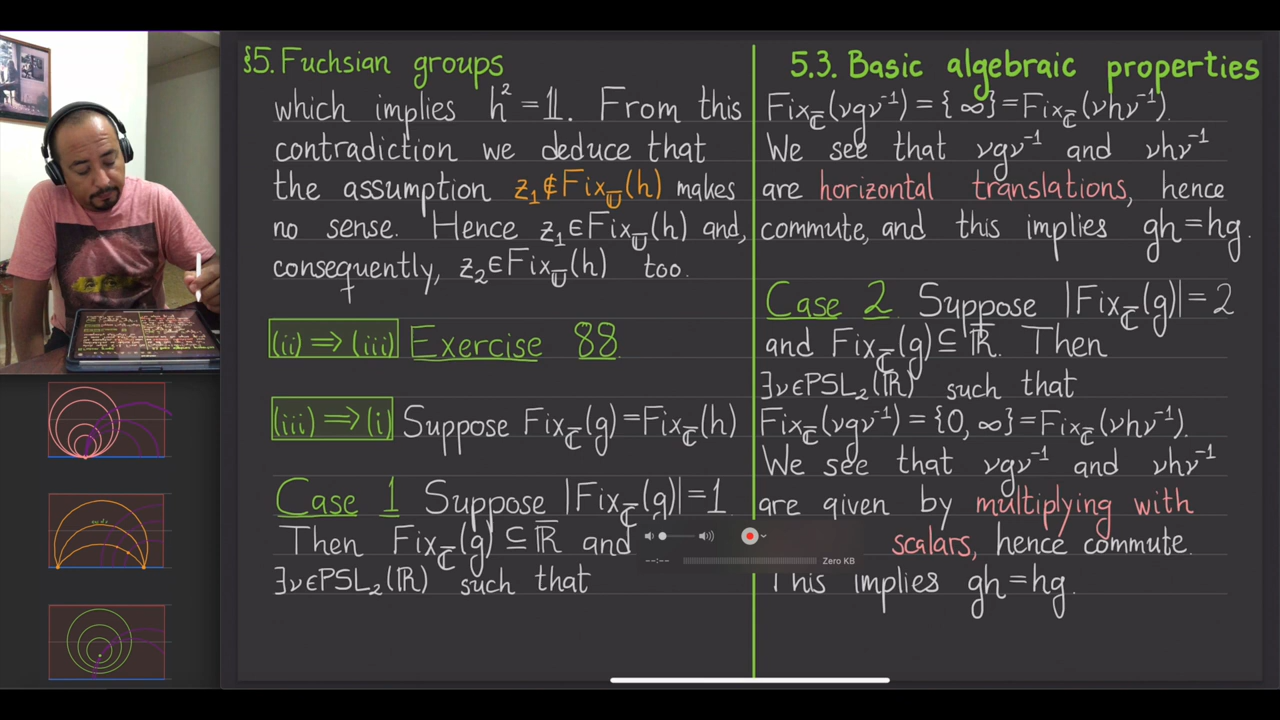 §5. Fuchsian groups
which implies h² = 𝟙. From this
contradiction we deduce that
the assumption z₁ ∉ Fix_𝕌̅(h) makes
no sense. Hence z₁ ∈ Fix_𝕌̅(h) and,
consequently, z₂ ∈ Fix_𝕌̅(h) too.
(ii) ⟹ (iii) Exercise 88
(iii) ⟹ (i) Suppose Fix_ℂ̅(g) = Fix_ℂ̅(h)
Case 1 Suppose |Fix_ℂ̅(g)| = 1
Then Fix_ℂ̅(g) ⊆ ℝ̅ and
∃ν∈PSL₂(ℝ) such that
5.3. Basic algebraic properties
Fix_ℂ̅(νgν⁻¹) = {∞} = Fix_ℂ̅(νhν⁻¹).
We see that νgν⁻¹ and νhν⁻¹
are horizontal translations, hence
commute, and this implies gh = hg.
Case 2 Suppose |Fix_ℂ̅(g)| = 2
and Fix_ℂ̅(g) ⊆ ℝ̅. Then
∃ν∈PSL₂(ℝ) such that
Fix_ℂ̅(νgν⁻¹) = {0, ∞} = Fix_ℂ̅(νhν⁻¹).
We see that νgν⁻¹ and νhν⁻¹
are given by multiplying with
scalars, hence commute.
This implies gh = hg.
--:-- Zero KB